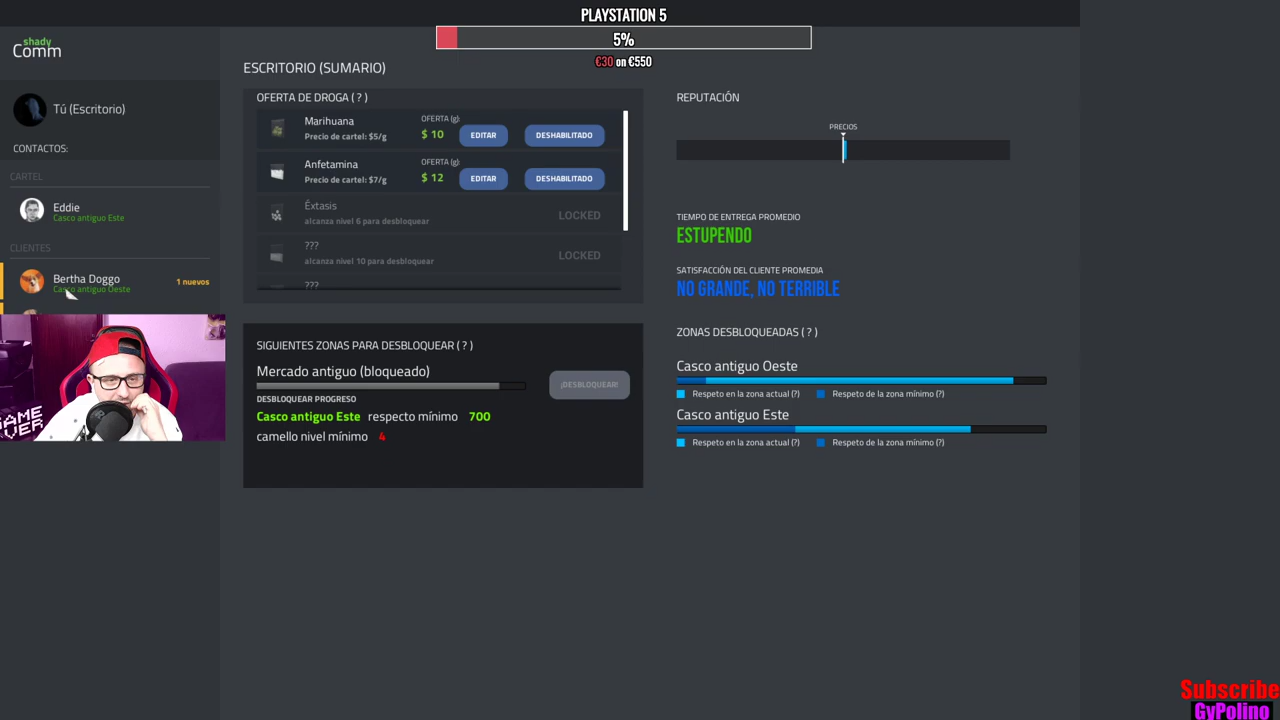 PLAYSTATION 5
5%
€30 on €550
shady
Comm
Tú (Escritorio)
CONTACTOS:
CARTEL
Eddie
Casco antiguo Este
CLIENTES
Bertha Doggo
Casco antiguo Oeste
1 nuevos
GAME
ESCRITORIO (SUMARIO)
OFERTA DE DROGA ( ? )
Marihuana
Precio de cartel: $5/g
OFERTA (g):
$ 10
EDITAR
DESHABILITADO
Anfetamina
Precio de cartel: $7/g
OFERTA (g):
$ 12
EDITAR
DESHABILITADO
Éxtasis
alcanza nivel 6 para desbloquear
LOCKED
???
alcanza nivel 10 para desbloquear
LOCKED
???
SIGUIENTES ZONAS PARA DESBLOQUEAR ( ? )
Mercado antiguo (bloqueado)
¡DESBLOQUEAR!
DESBLOQUEAR PROGRESO
Casco antiguo Este respecto mínimo 700
camello nivel mínimo 4
REPUTACIÓN
PRECIOS
TIEMPO DE ENTREGA PROMEDIO
ESTUPENDO
SATISFACCIÓN DEL CLIENTE PROMEDIA
NO GRANDE, NO TERRIBLE
ZONAS DESBLOQUEADAS ( ? )
Casco antiguo Oeste
Respeto en la zona actual (?)
Respeto de la zona mínimo (?)
Casco antiguo Este
Respeto en la zona actual (?)
Respeto de la zona mínimo (?)
Subscribe
GyPolino